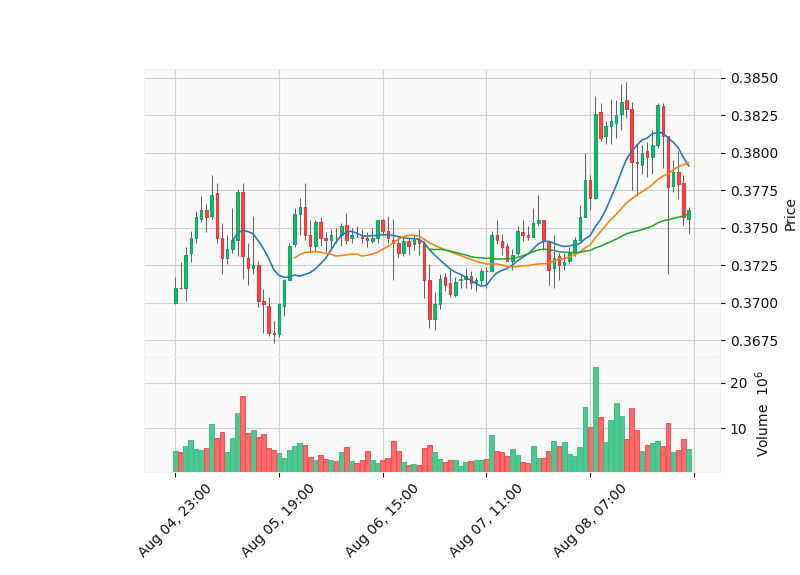 0.3850
0.3825
0.3800
0.3775
0.3750
0.3725
0.3700
0.3675
Price
20
10
Volume 10^6
Aug 04, 23:00
Aug 05, 19:00
Aug 06, 15:00
Aug 07, 11:00
Aug 08, 07:00